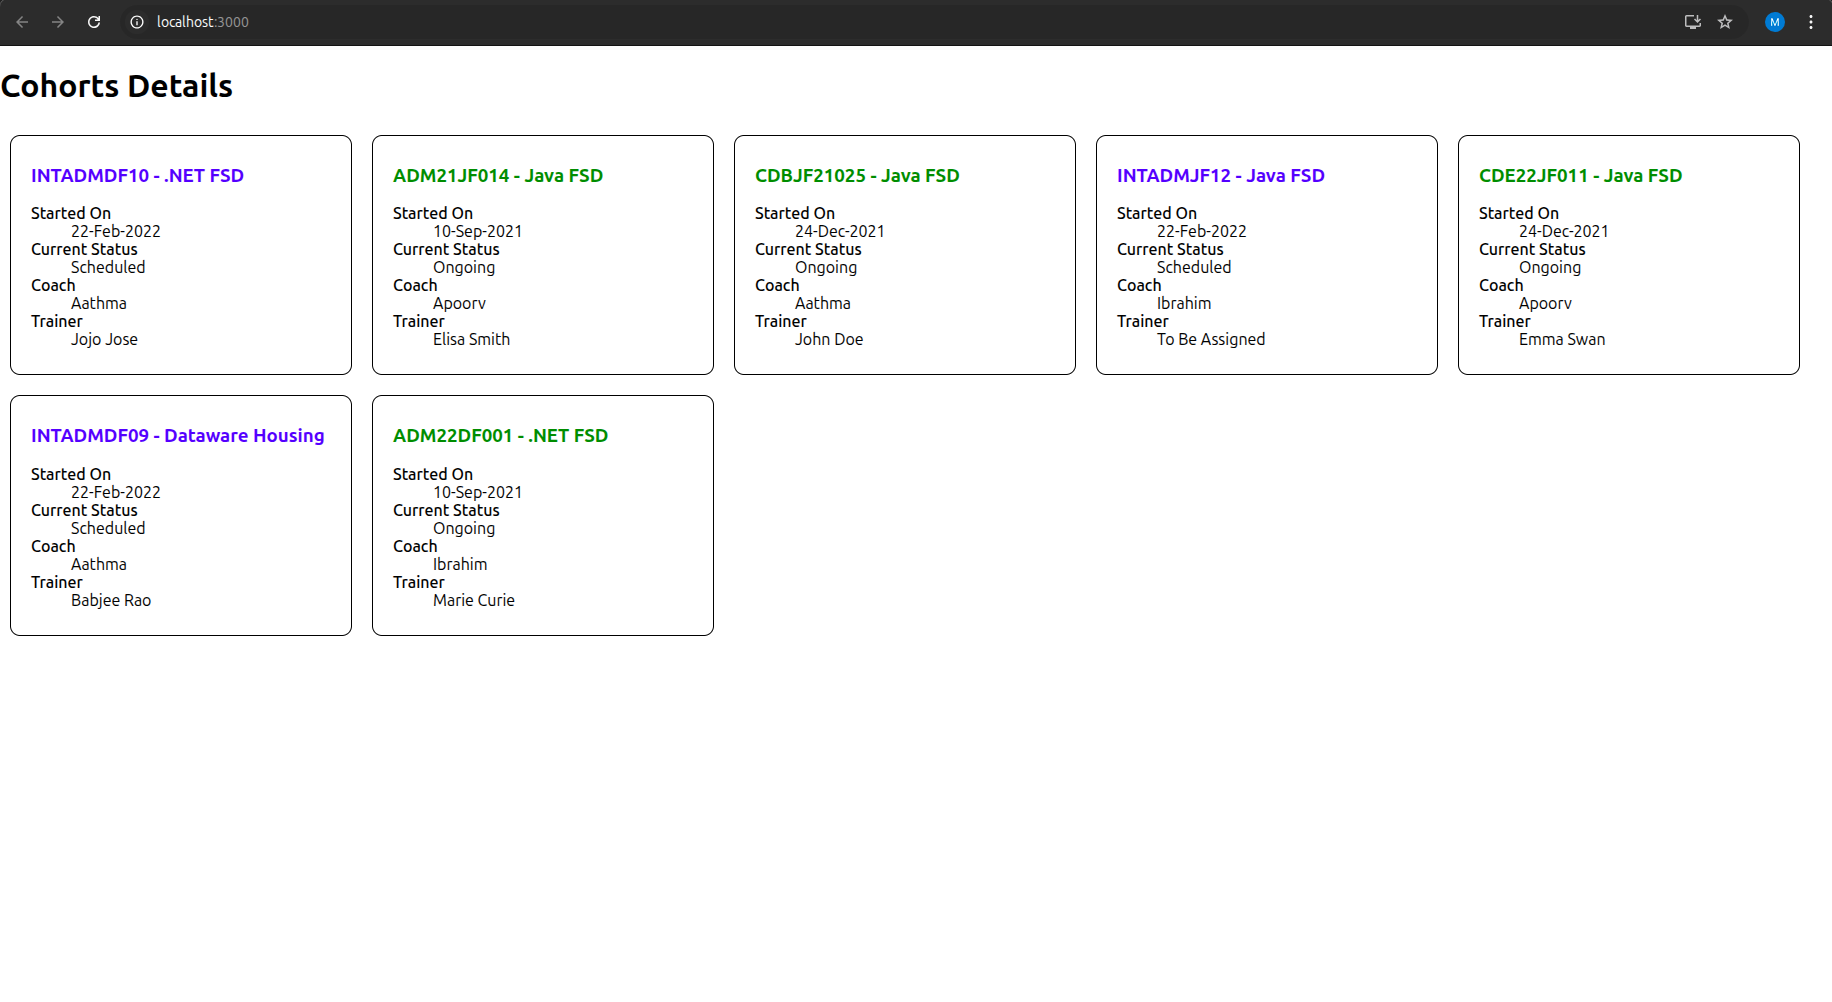 localhost:3000
M
Cohorts Details
INTADMDF10 - .NET FSD
Started On
22-Feb-2022
Current Status
Scheduled
Coach
Aathma
Trainer
Jojo Jose
ADM21JF014 - Java FSD
Started On
10-Sep-2021
Current Status
Ongoing
Coach
Apoorv
Trainer
Elisa Smith
CDBJF21025 - Java FSD
Started On
24-Dec-2021
Current Status
Ongoing
Coach
Aathma
Trainer
John Doe
INTADMJF12 - Java FSD
Started On
22-Feb-2022
Current Status
Scheduled
Coach
Ibrahim
Trainer
To Be Assigned
CDE22JF011 - Java FSD
Started On
24-Dec-2021
Current Status
Ongoing
Coach
Apoorv
Trainer
Emma Swan
INTADMDF09 - Dataware Housing
Started On
22-Feb-2022
Current Status
Scheduled
Coach
Aathma
Trainer
Babjee Rao
ADM22DF001 - .NET FSD
Started On
10-Sep-2021
Current Status
Ongoing
Coach
Ibrahim
Trainer
Marie Curie